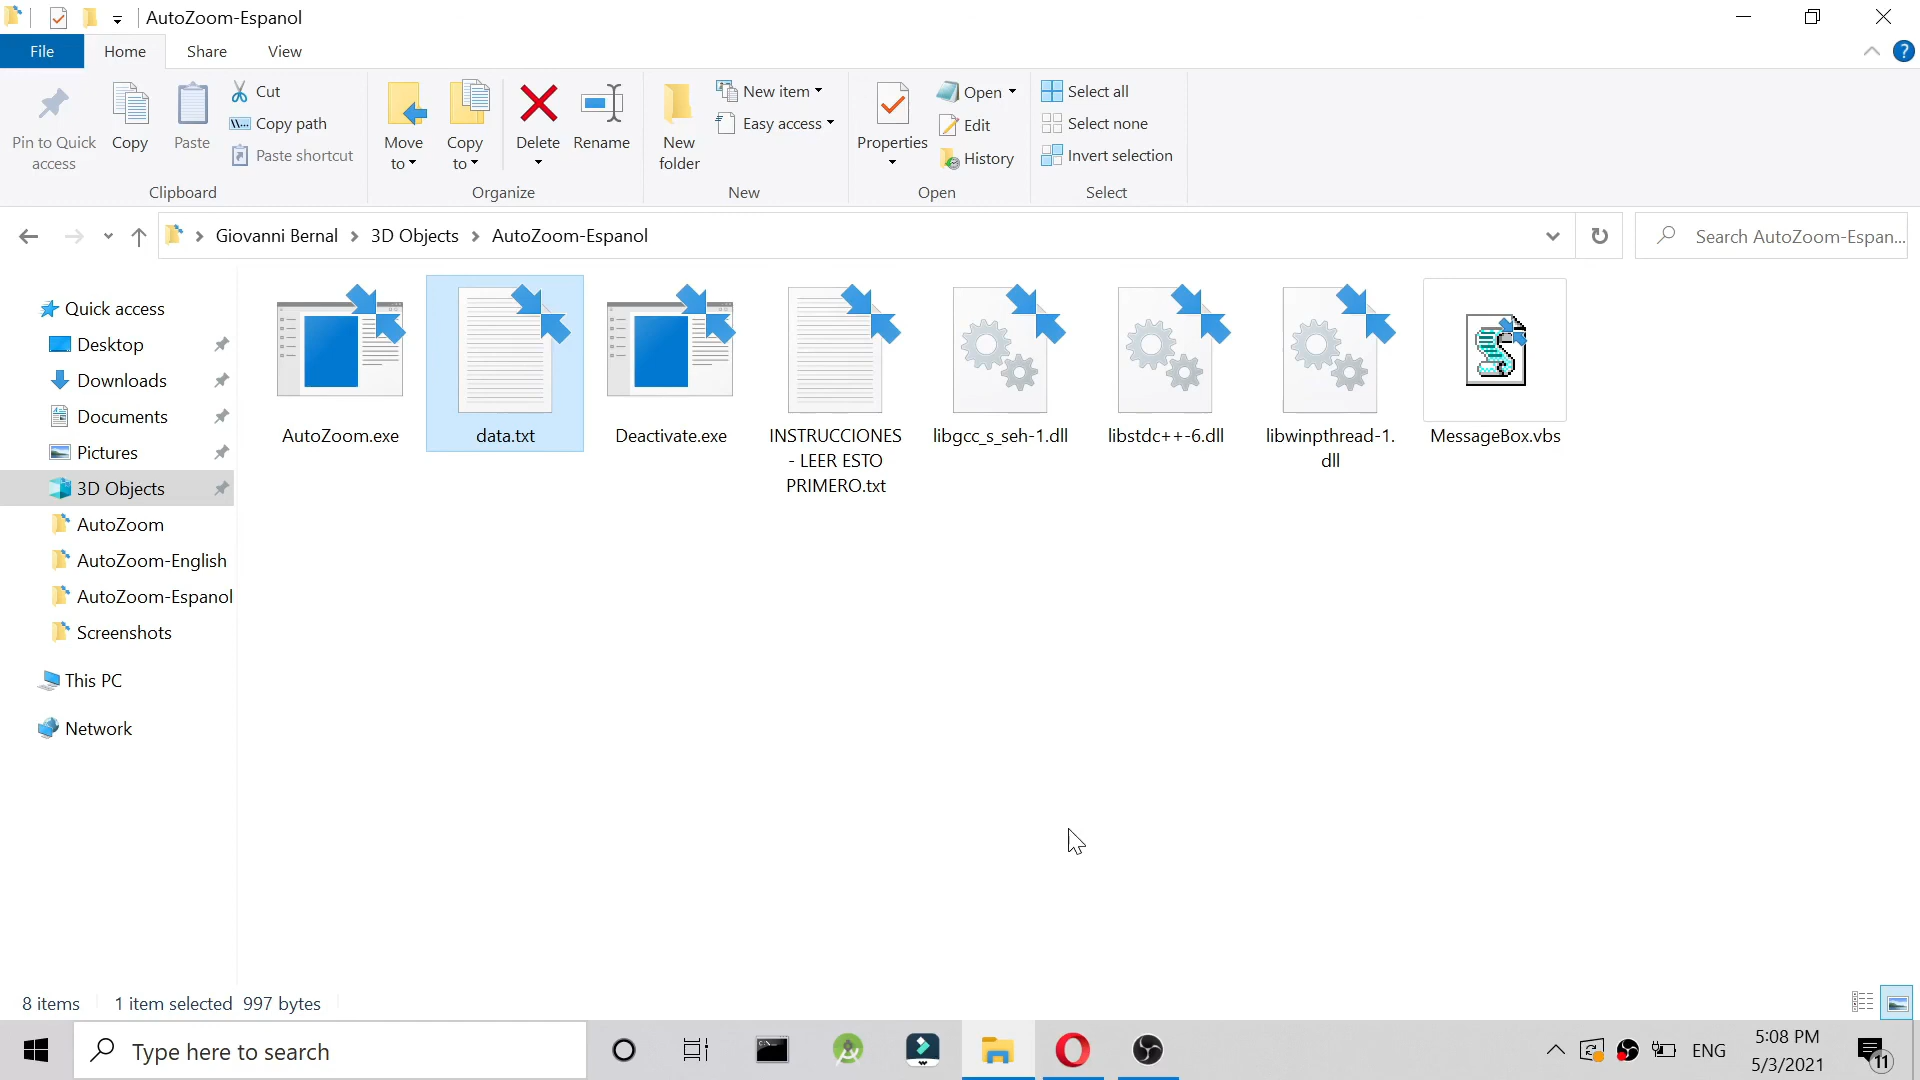 AutoZoom-Espanol
File
Home
Share
View
?
Pin to Quick
access
Copy
Paste
Cut
Copy path
Paste shortcut
Clipboard
Move
to
Copy
to
Delete
Rename
Organize
New
folder
New item
Easy access
New
Properties
Open
Edit
History
Open
Select all
Select none
Invert selection
Select
Giovanni Bernal
3D Objects
AutoZoom-Espanol
Search AutoZoom-Espan...
Quick access
Desktop
Downloads
Documents
Pictures
3D Objects
AutoZoom
AutoZoom-English
AutoZoom-Espanol
Screenshots
This PC
Network
AutoZoom.exe
data.txt
Deactivate.exe
INSTRUCCIONES
- LEER ESTO
PRIMERO.txt
libgcc_s_seh-1.dll
libstdc++-6.dll
libwinpthread-1.
dll
MessageBox.vbs
8 items
1 item selected 997 bytes
Type here to search
ENG
5:08 PM
5/3/2021
11